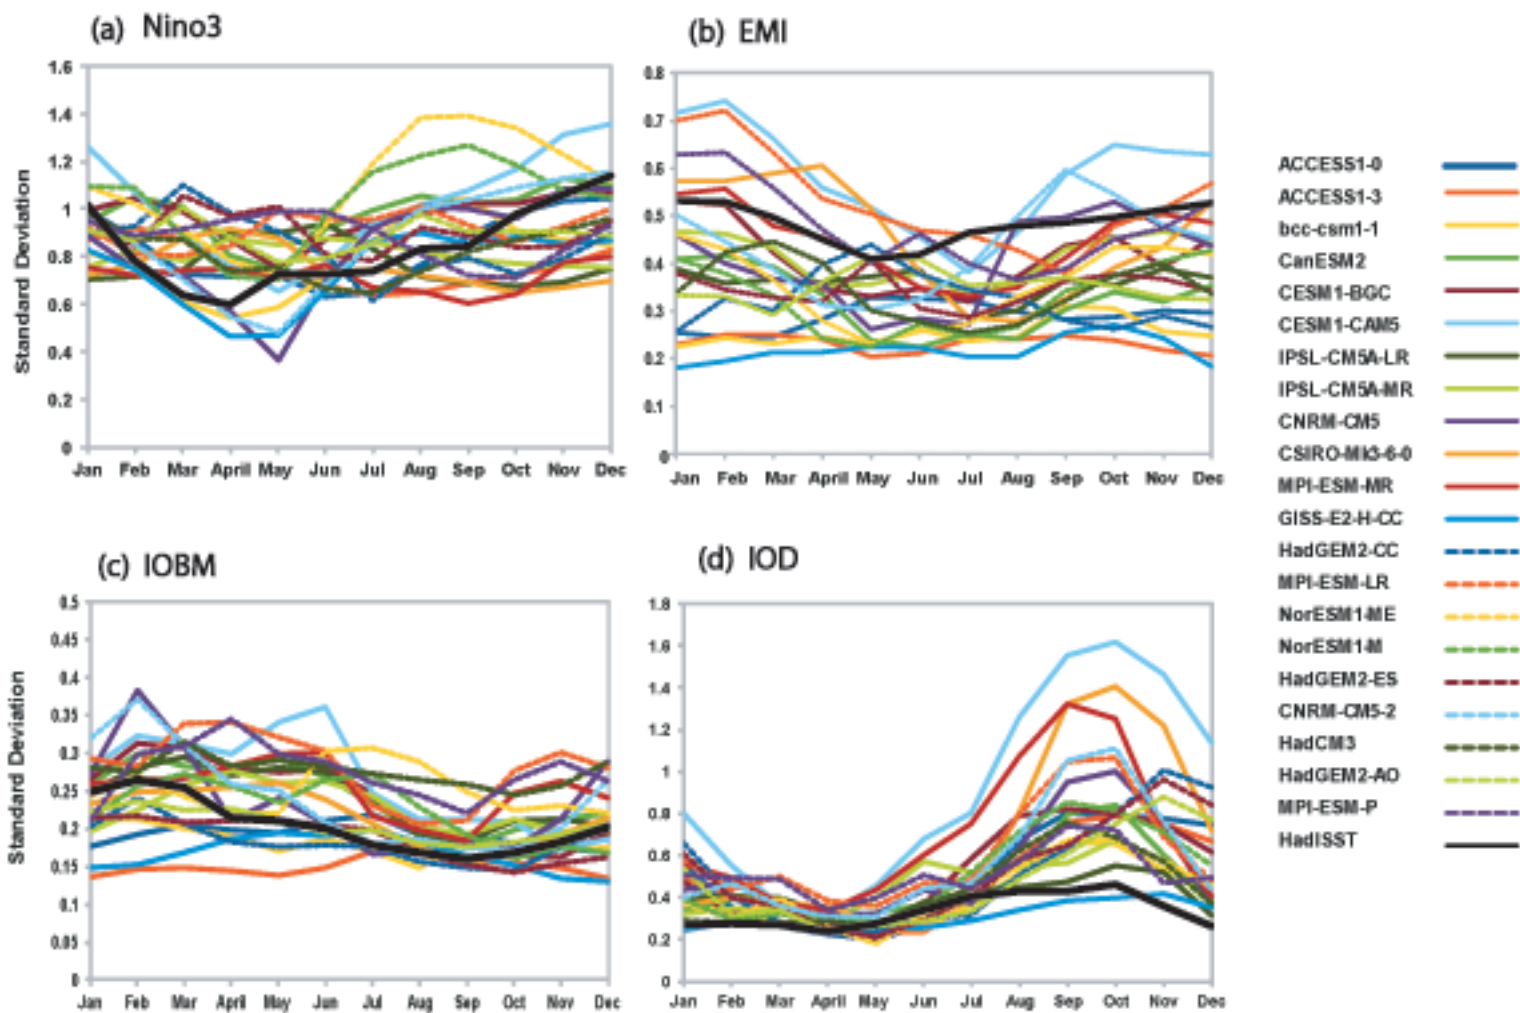 (a) Nino3
1.6
1.4
1.2
1
0.8
0.6
0.4
0.2
0
Standard Deviation
Jan Feb Mar April May Jun Jul Aug Sep Oct Nov Dec
(b) EMI
0.8
0.7
0.6
0.5
0.4
0.3
0.2
0.1
0
Jan Feb Mar April May Jun Jul Aug Sep Oct Nov Dec
(c) IOBM
0.5
0.45
0.4
0.35
0.3
0.25
0.2
0.15
0.1
0.05
0
Standard Deviation
Jan Feb Mar April May Jun Jul Aug Sep Oct Nov Dec
(d) IOD
1.8
1.6
1.4
1.2
1
0.8
0.6
0.4
0.2
0
Jan Feb Mar April May Jun Jul Aug Sep Oct Nov Dec
ACCESS1-0
ACCESS1-3
bcc-csm1-1
CanESM2
CESM1-BGC
CESM1-CAM5
IPSL-CM5A-LR
IPSL-CM5A-MR
CNRM-CM5
CSIRO-Mk3-6-0
MPI-ESM-MR
GISS-E2-H-CC
HadGEM2-CC
MPI-ESM-LR
NorESM1-ME
NorESM1-M
HadGEM2-ES
CNRM-CM5-2
HadCM3
HadGEM2-AO
MPI-ESM-P
HadISST